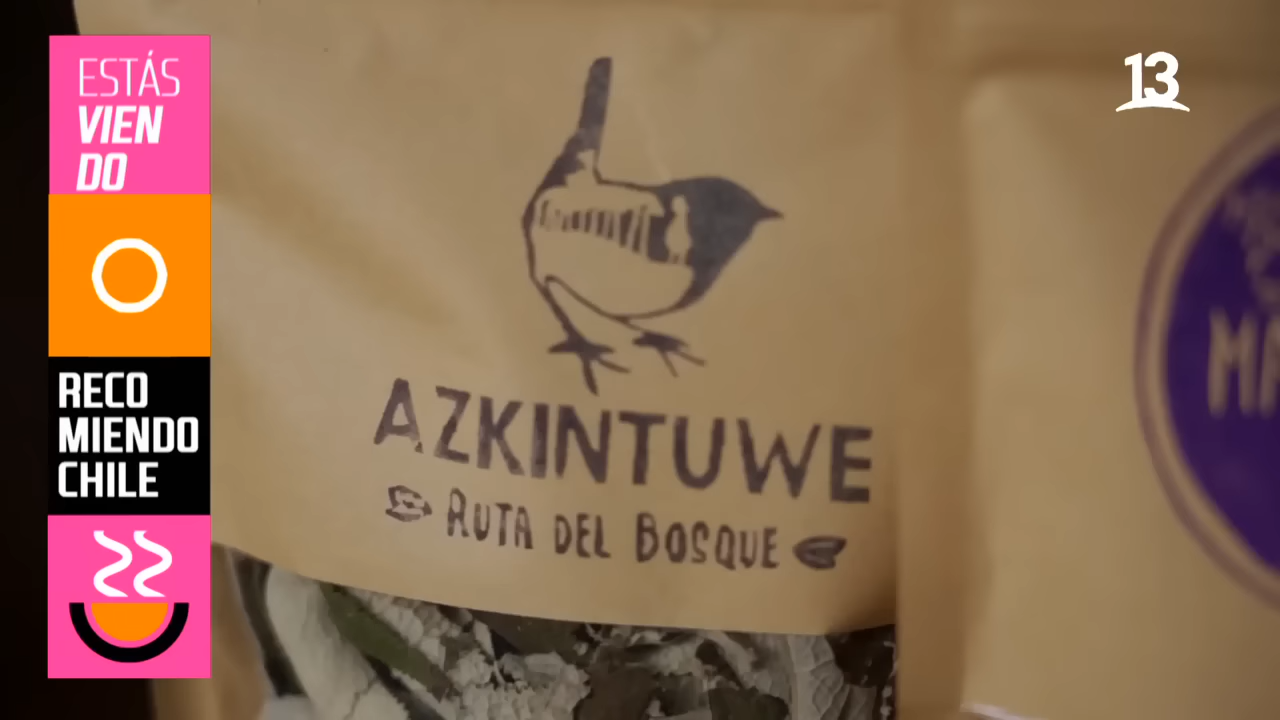 ESTÁS
VIEN
DO
RECO
MIENDO
CHILE
13
AZKINTUWE
RUTA DEL BOSQUE